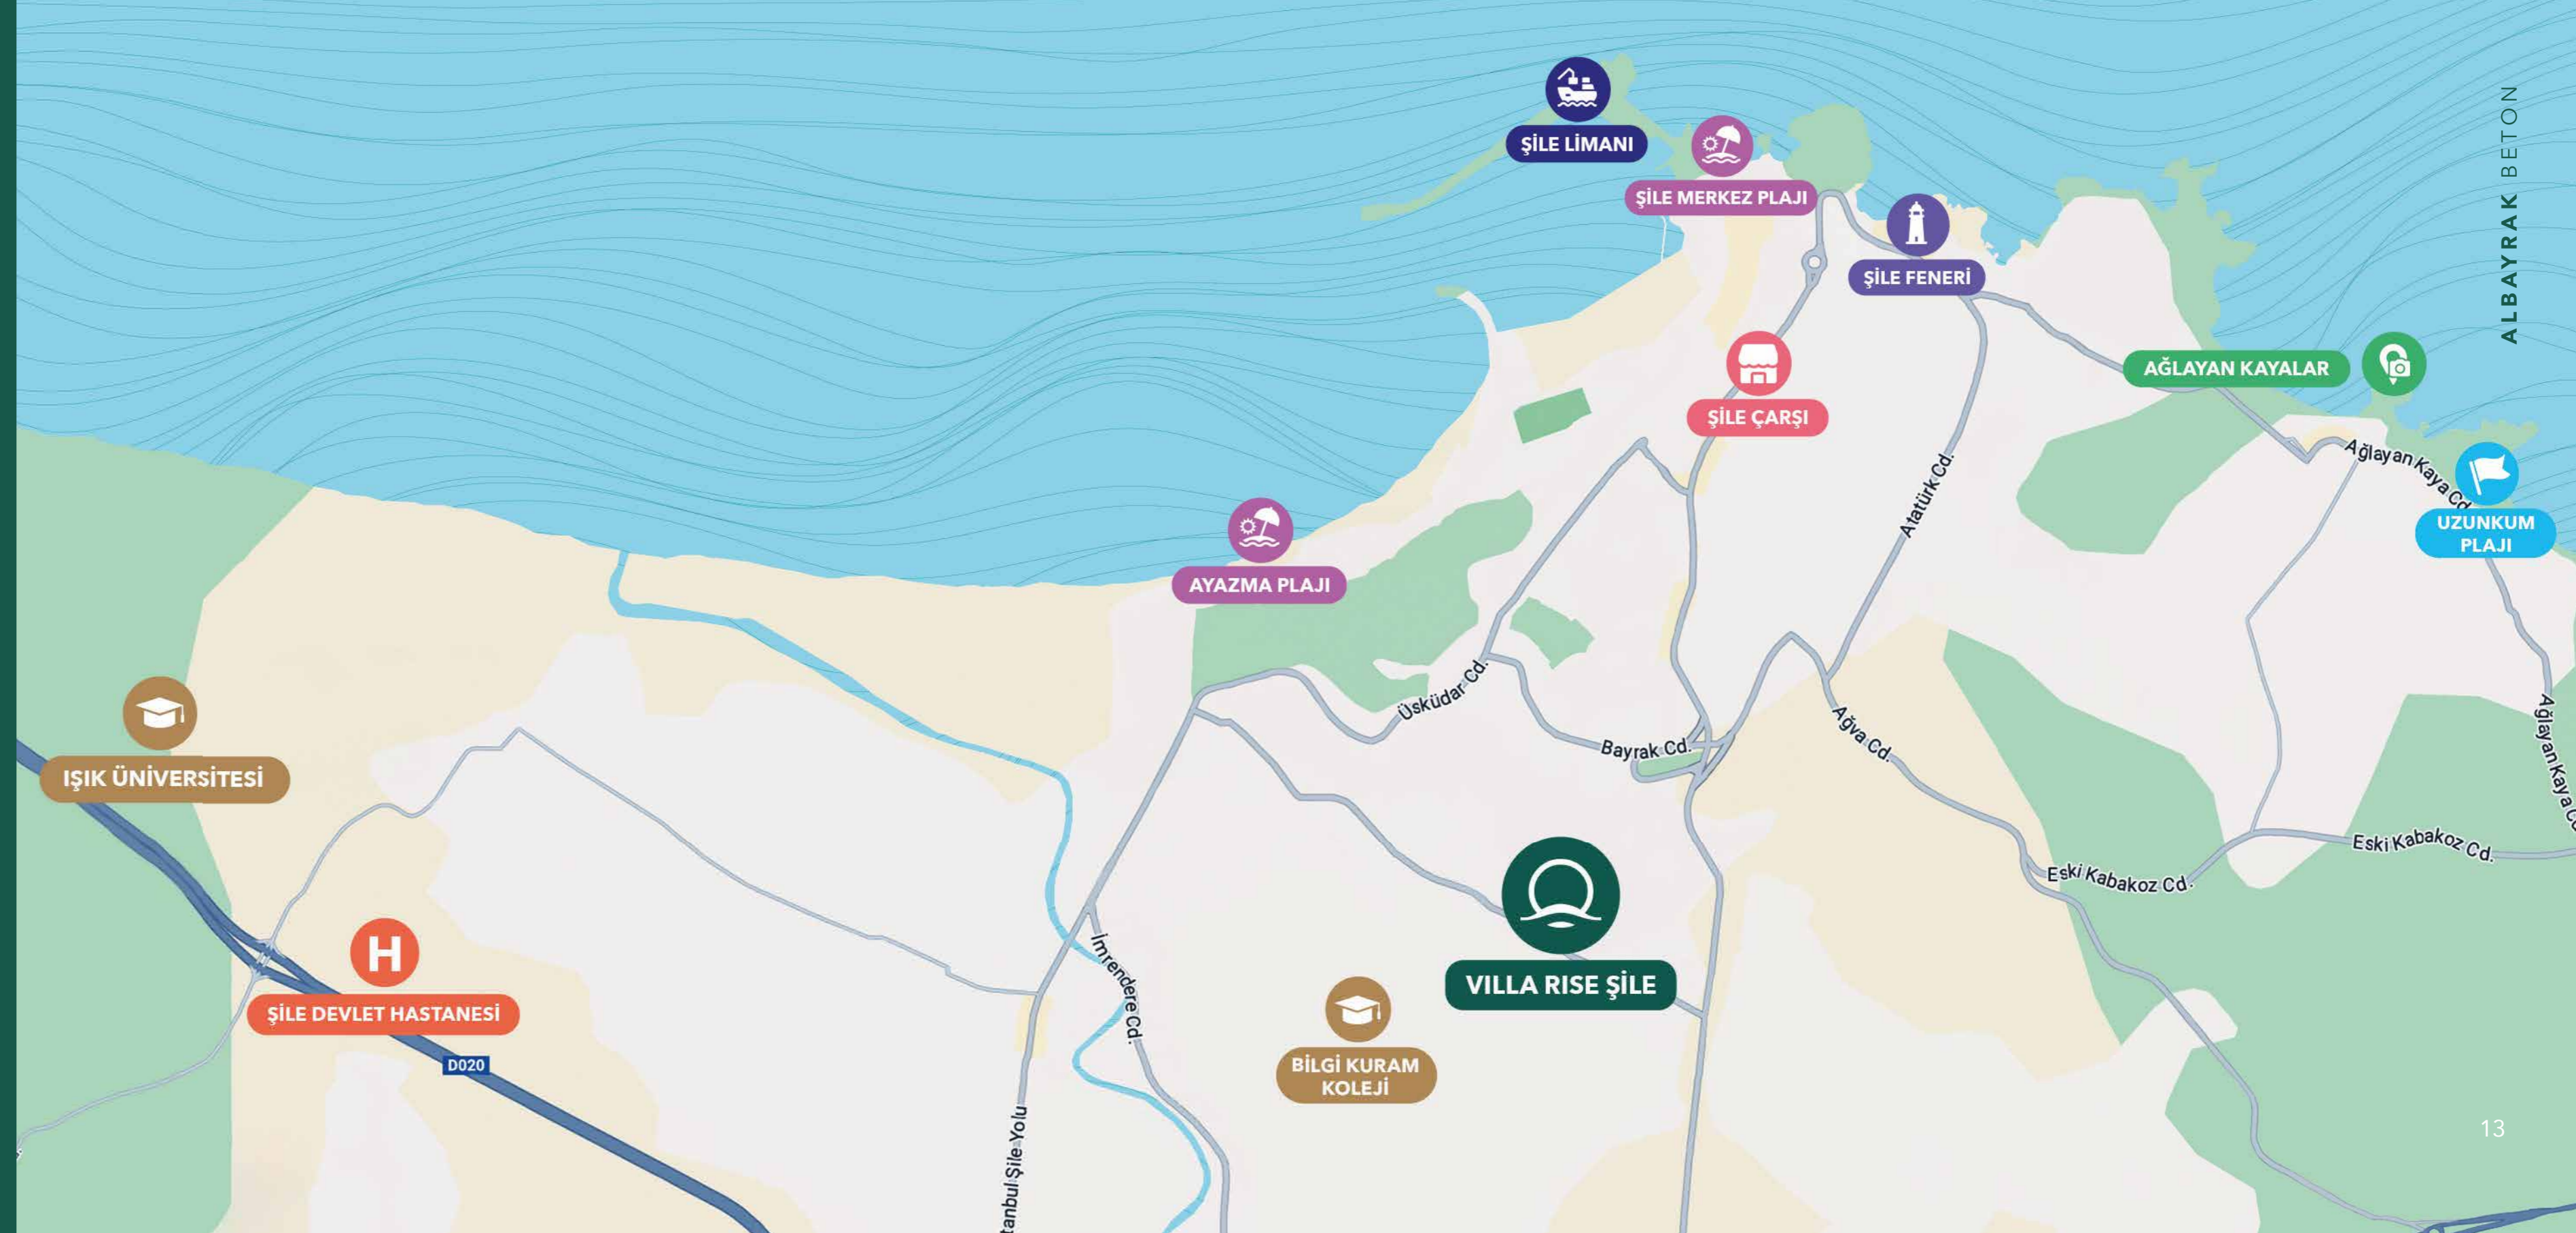 ŞİLE LİMANI
ŞİLE MERKEZ PLAJI
ŞİLE FENERİ
ALBAYRAK BETON
AĞLAYAN KAYALAR
ŞİLE ÇARŞI
Ağlayan Kaya Cd.
UZUNKUM
PLAJI
Atatürk Cd.
AYAZMA PLAJI
Üsküdar Cd.
Bayrak Cd.
Ağva Cd.
Ağlayan Kaya Cd
IŞIK ÜNİVERSİTESİ
Eski Kabakoz Cd.
Eski Kabakoz Cd.
VILLA RISE ŞİLE
H
ŞİLE DEVLET HASTANESİ
D020
İmrendere Cd.
BİLGİ KURAM
KOLEJİ
tanbul Şile Yolu
13